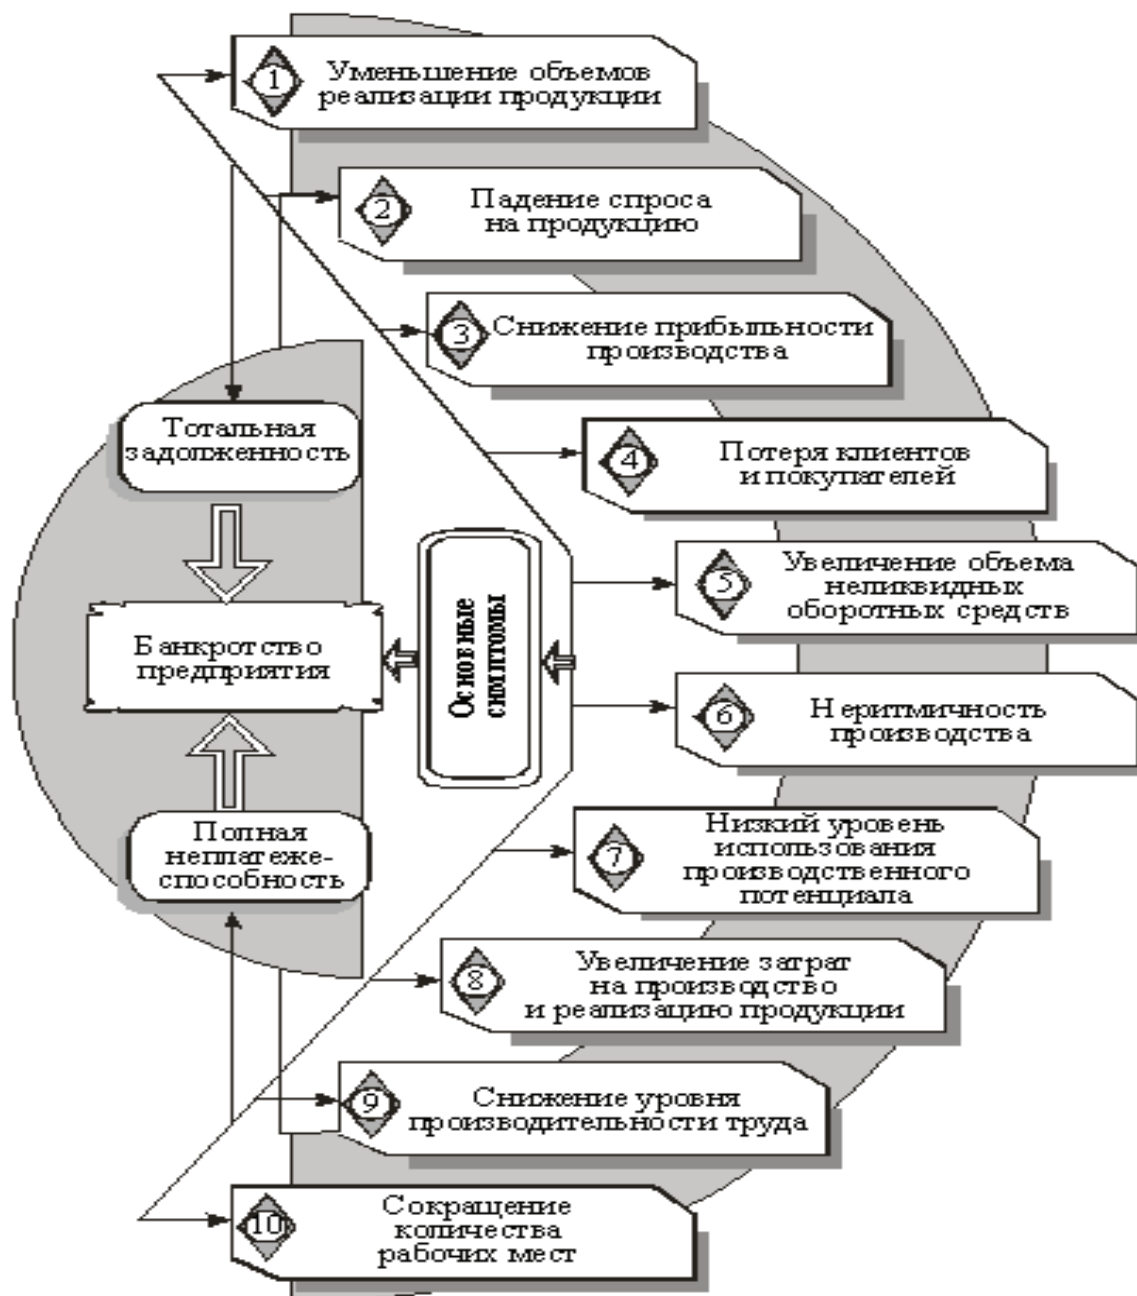 1
Уменьшение объемов
реализации продукции
2
Падение спроса
на продукцию
3
Снижение прибыльности
производства
Тотальная
задолженность
4
Потеря клиентов
и покупателей
5
Увеличение объема
неликвидных
оборотных средств
Основные
симптомы
Банкротство
предприятия
6
Неритмичность
производства
7
Низкий уровень
использования
производственного
потенциала
Полная
неплатеже-
способность
8
Увеличение затрат
на производство
и реализацию продукции
9
Снижение уровня
производительности труда
10
Сокращение
количества
рабочих мест